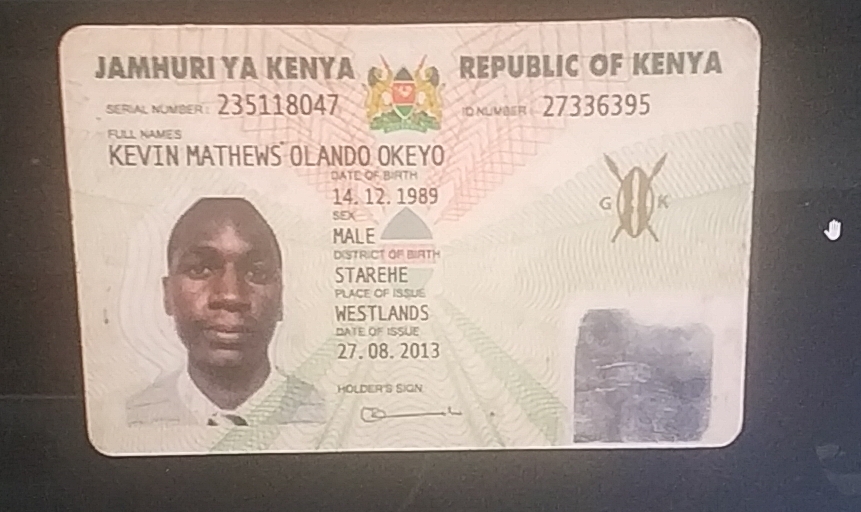 JAMHURI YA KENYA REPUBLIC OF KENYA
SERIAL NUMBER: 235118047 ID NUMBER: 27336395
FULL NAMES
KEVIN MATHEWS OLANDO OKEYO
DATE OF BIRTH
14. 12. 1989
SEX
MALE
G K
DISTRICT OF BIRTH
STAREHE
PLACE OF ISSUE
WESTLANDS
DATE OF ISSUE
27. 08. 2013
HOLDER'S SIGN.